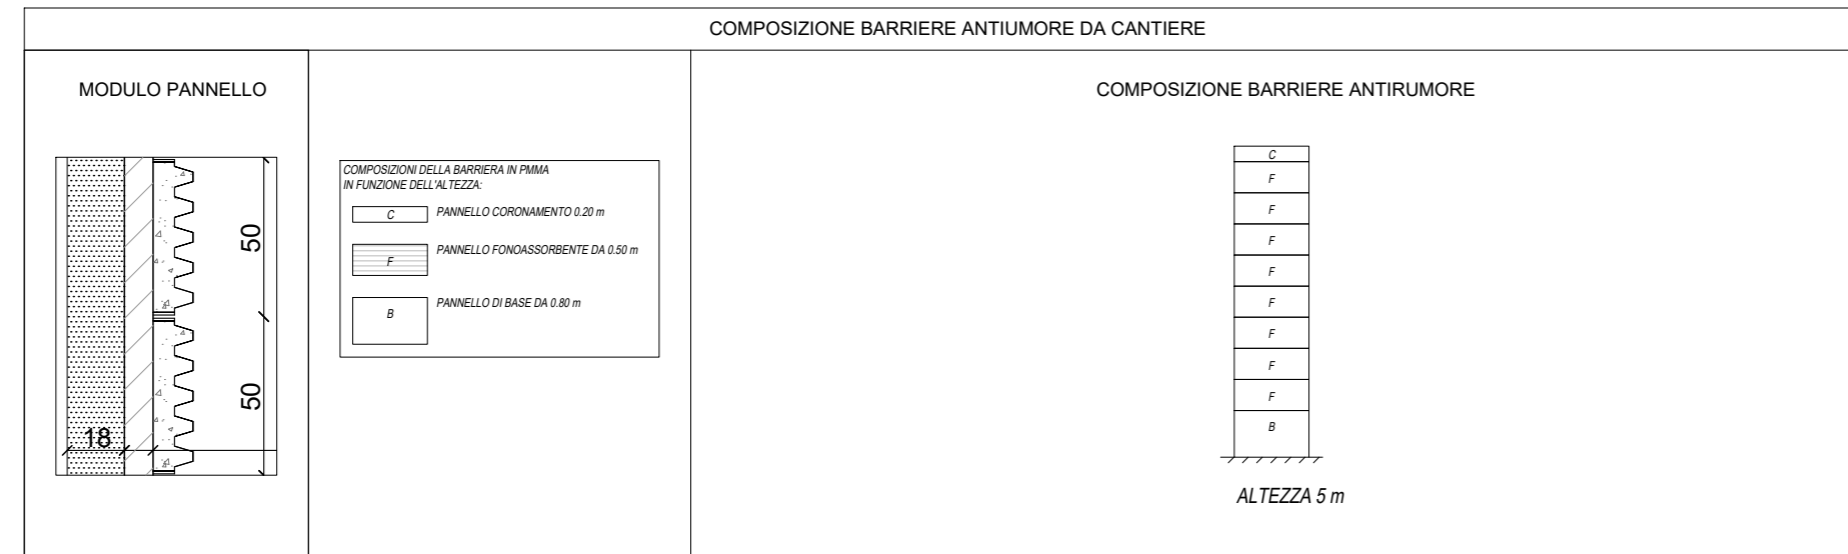 COMPOSIZIONE BARRIERE ANTIUMORE DA CANTIERE
MODULO PANNELLO
50
50
18
COMPOSIZIONI DELLA BARRIERA IN PMMA
IN FUNZIONE DELL'ALTEZZA:
C PANNELLO CORONAMENTO 0.20 m
F PANNELLO FONOASSORBENTE DA 0.50 m
B PANNELLO DI BASE DA 0.80 m
COMPOSIZIONE BARRIERE ANTIRUMORE
C
F
F
F
F
F
F
F
F
B
ALTEZZA 5 m